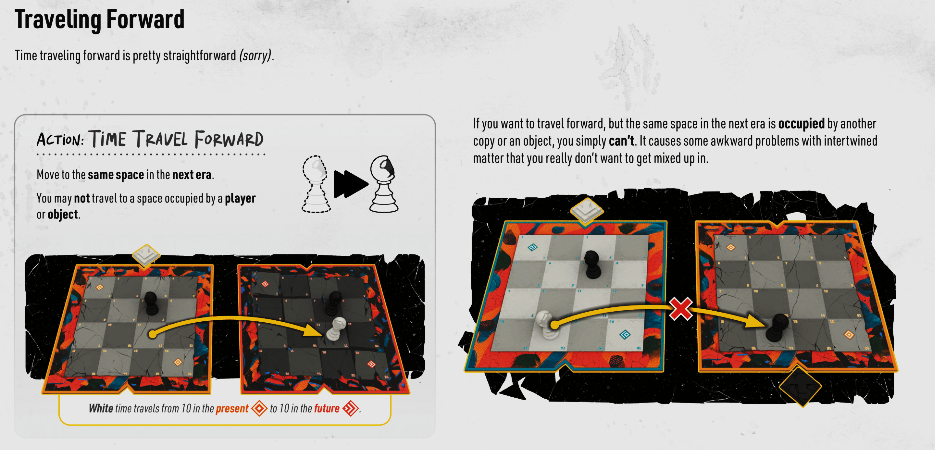 Traveling Forward
Time traveling forward is pretty straightforward (sorry).
ACTION: TIME TRAVEL FORWARD
Move to the same space in the next era.
You may not travel to a space occupied by a player
or object.
White time travels from 10 in the present to 10 in the future.
If you want to travel forward, but the same space in the next era is occupied by another
copy or an object, you simply can't. It causes some awkward problems with intertwined
matter that you really don't want to get mixed up in.